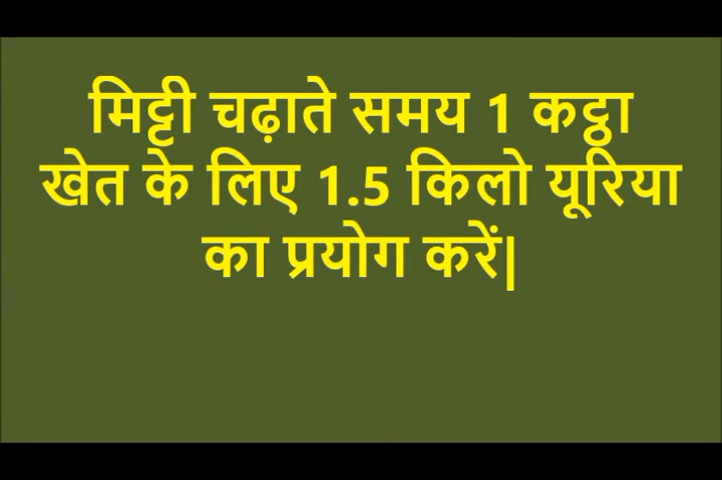 मिट्टी चढ़ाते समय 1 कट्ठा
खेत के लिए 1.5 किलो यूरिया
का प्रयोग करें|